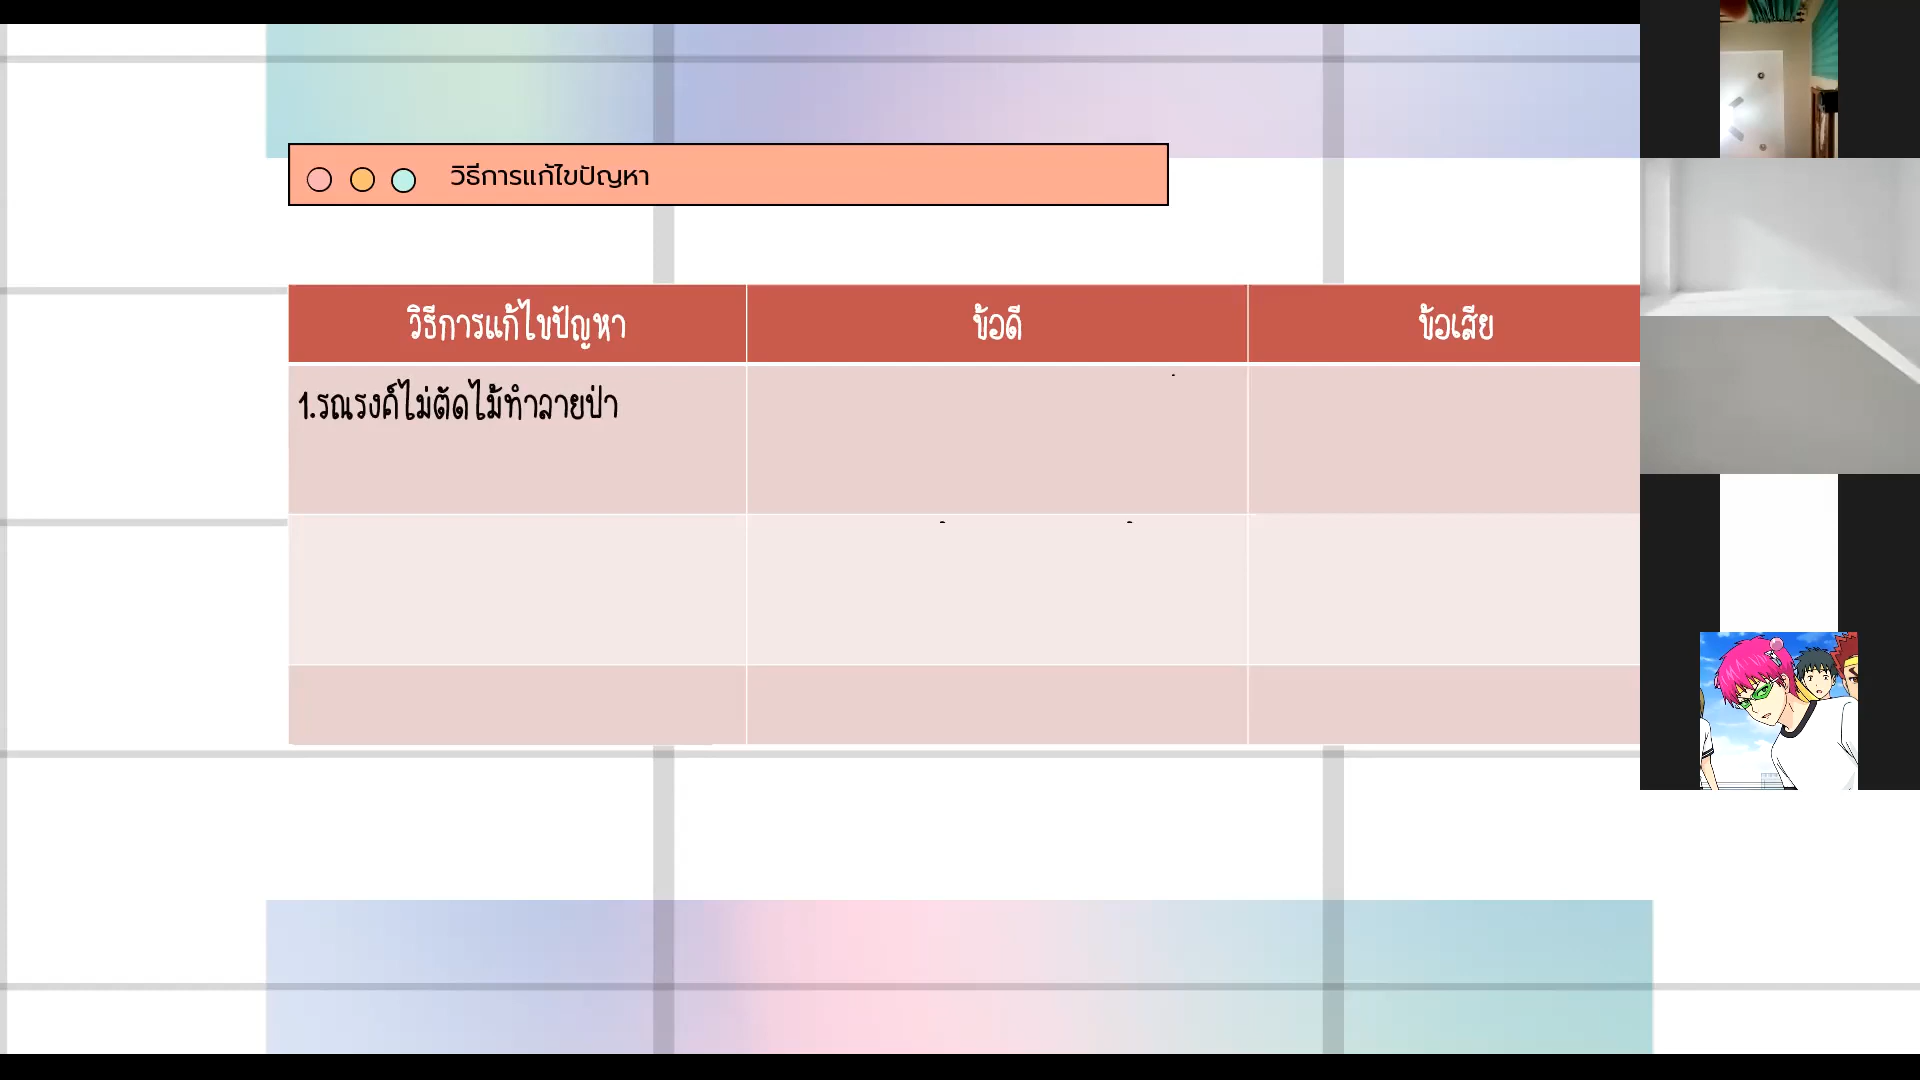 วิธีการแก้ไขปัญหา
วิธีการแก้ไขปัญหา ข้อดี ข้อเสีย
1.รณรงค์ไม่ตัดไม้ทำลายป่า